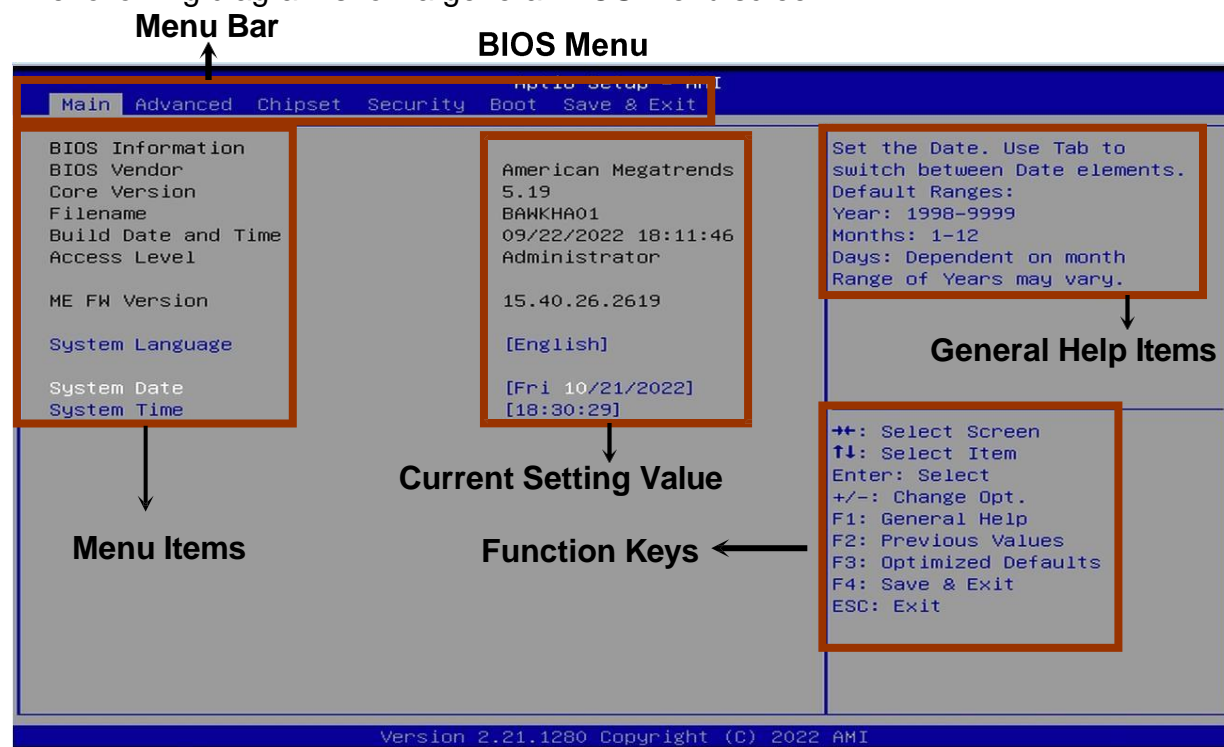 Menu Bar
BIOS Menu
Main Advanced Chipset Security Boot Save & Exit
BIOS Information
BIOS Vendor American Megatrends
Core Version 5.19
Filename BAWKHA01
Build Date and Time 09/22/2022 18:11:46
Access Level Administrator
ME FW Version 15.40.26.2619
System Language [English]
System Date [Fri 10/21/2022]
System Time [18:30:29]
Set the Date. Use Tab to
switch between Date elements.
Default Ranges:
Year: 1998-9999
Months: 1-12
Days: Dependent on month
Range of Years may vary.
General Help Items
→←: Select Screen
↑↓: Select Item
Enter: Select
+/-: Change Opt.
F1: General Help
F2: Previous Values
F3: Optimized Defaults
F4: Save & Exit
ESC: Exit
Current Setting Value
Menu Items
Function Keys
Version 2.21.1280 Copyright (C) 2022 AMI